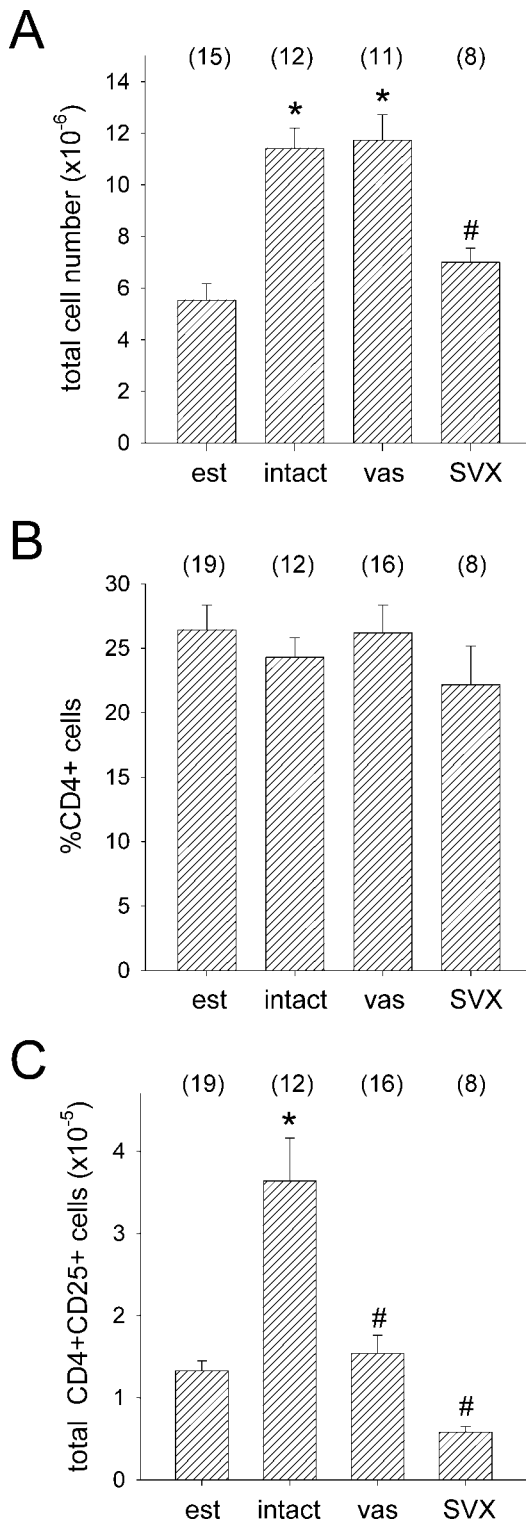 A
(15) (12) (11) (8)
14
12
10
8
6
4
2
0
* * #
total cell number (x10⁻⁶)
est intact vas SVX
B
(19) (12) (16) (8)
30
25
20
15
10
5
0
%CD4+ cells
est intact vas SVX
C
(19) (12) (16) (8)
4
3
2
1
0
* # #
total CD4+CD25+ cells (x10⁻⁵)
est intact vas SVX